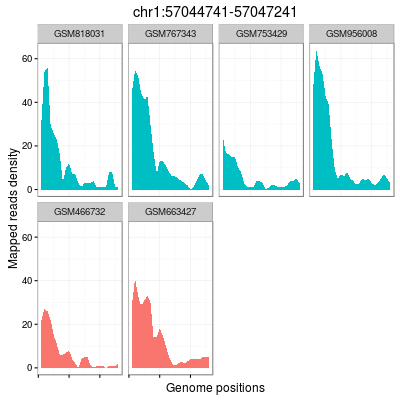 chr1:57044741-57047241
GSM818031 GSM767343 GSM753429 GSM956008
60
40
20
0
GSM466732 GSM663427
60
40
20
0
Mapped reads density
Genome positions